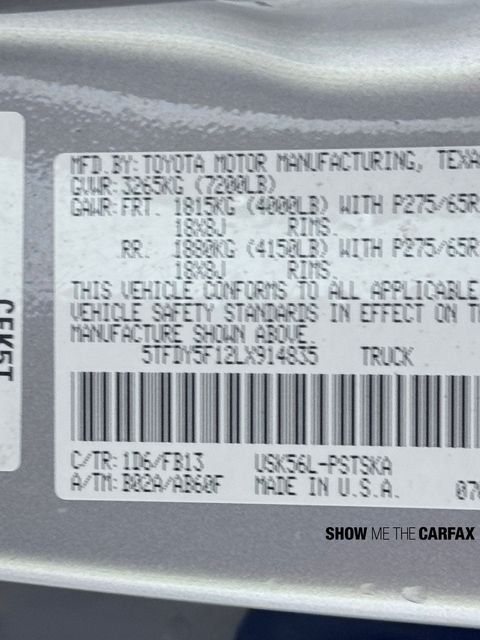 MFD.BY:TOYOTA MOTOR MANUFACTURING, TEXA
GVWR:3265KG (7200LB)
GAWR:FRT. 1815KG (4000LB) WITH P275/65R
18X8J RIMS.
RR. 1880KG (4150LB) WITH P275/65R
18X8J RIMS.
THIS VEHICLE CONFORMS TO ALL APPLICABLE
VEHICLE SAFETY STANDARDS IN EFFECT ON TH
MANUFACTURE SHOWN ABOVE.
5TFDY5F12LX914835 TRUCK
C/TR:1D6/FB13 USK56L-PSTSKA
A/TM:B02A/AB60F MADE IN U.S.A. 070
CEK5T
SHOW ME THE CARFAX